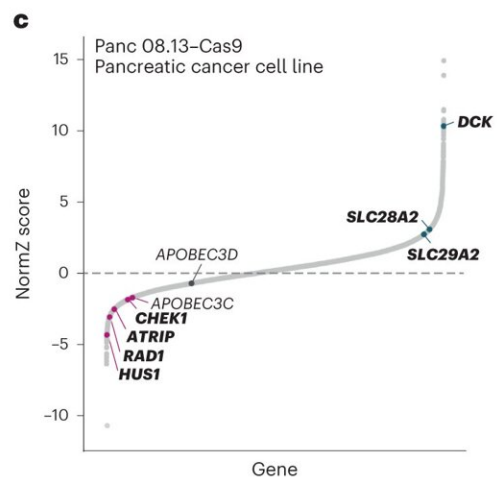 c
Panc 08.13–Cas9
Pancreatic cancer cell line
NormZ score
15
10
5
0
–5
–10
DCK
SLC28A2
SLC29A2
APOBEC3D
APOBEC3C
CHEK1
ATRIP
RAD1
HUS1
Gene